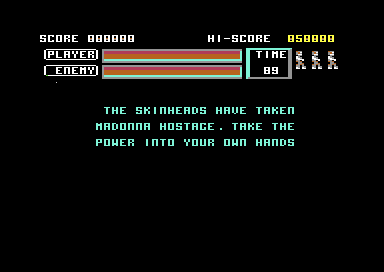 SCORE 000000 HI-SCORE 050000
PLAYER TIME
ENEMY 89
THE SKINHEADS HAVE TAKEN
MADONNA HOSTAGE. TAKE THE
POWER INTO YOUR OWN HANDS